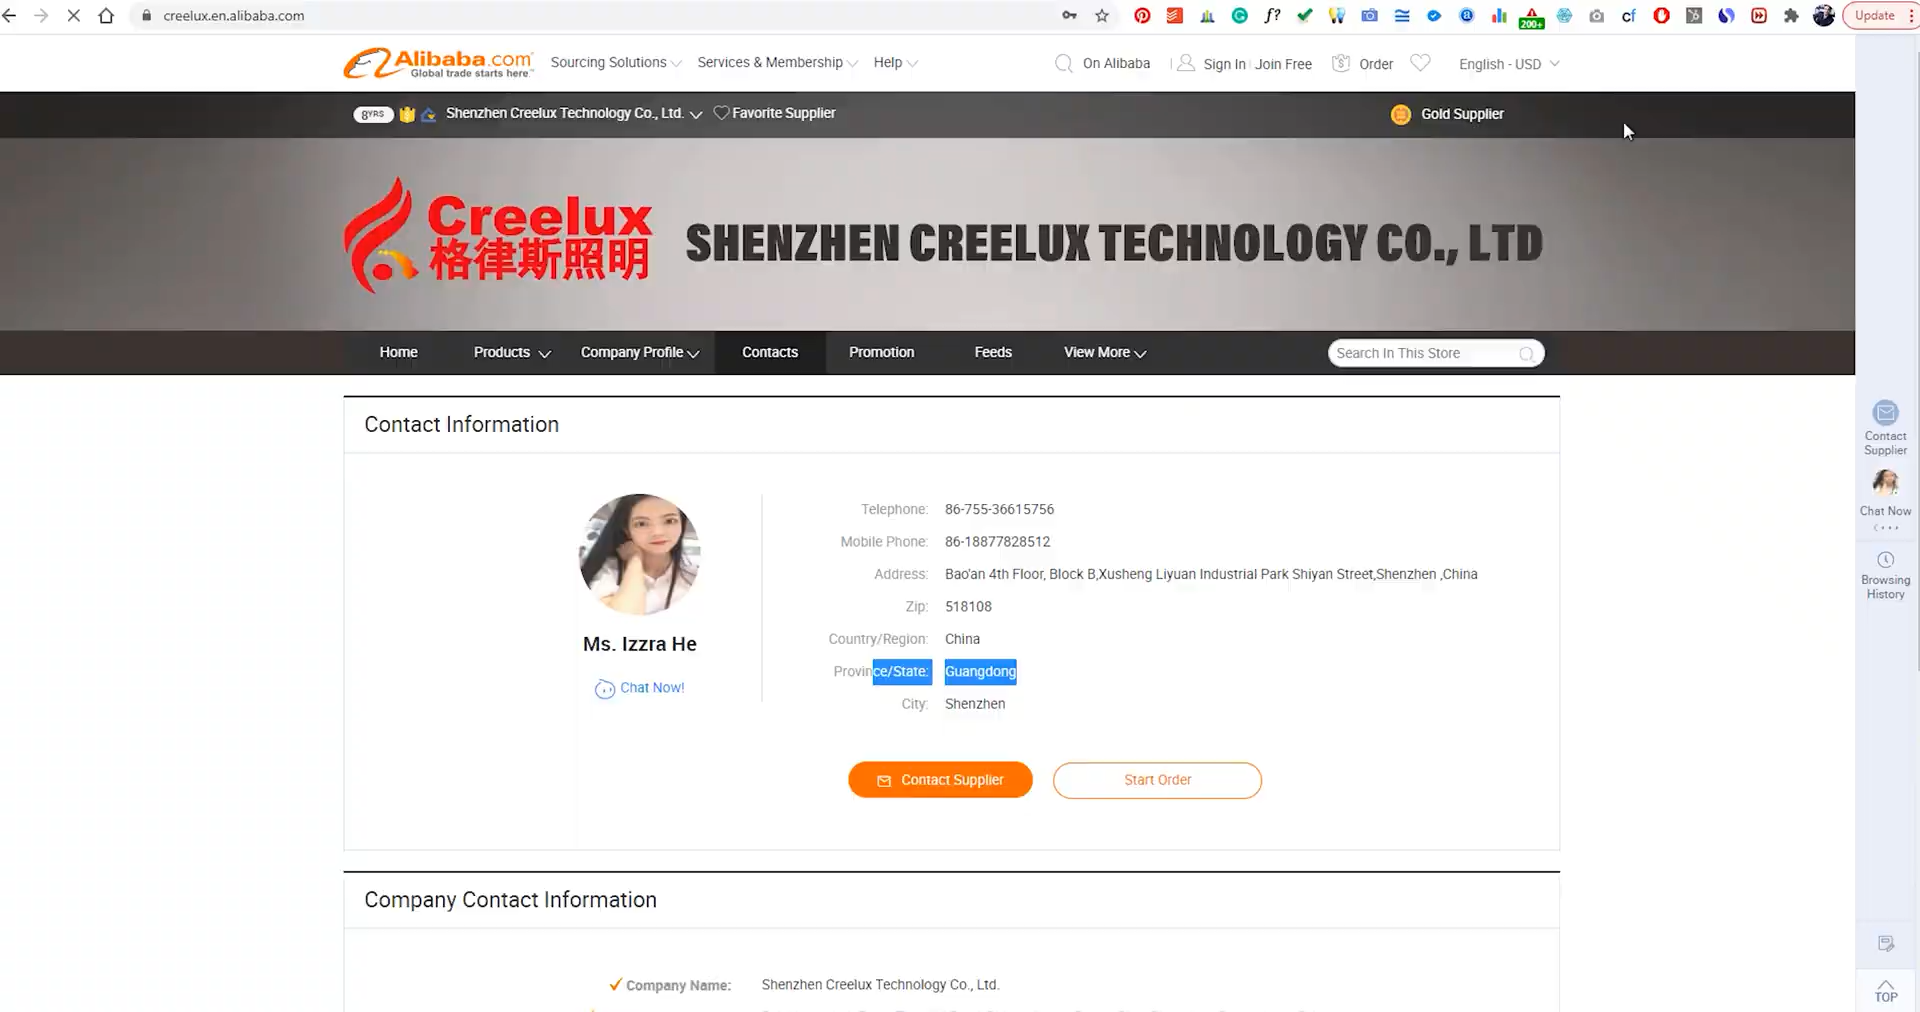 creelux.en.alibaba.com
Update
200+
Alibaba.com
Global trade starts here.
Sourcing Solutions
Services & Membership
Help
On Alibaba
Sign In
Join Free
Order
English - USD
8YRS
Shenzhen Creelux Technology Co., Ltd.
Favorite Supplier
Gold Supplier
Creelux
格律斯照明
SHENZHEN CREELUX TECHNOLOGY CO., LTD
Home
Products
Company Profile
Contacts
Promotion
Feeds
View More
Search In This Store
Contact Information
Ms. Izzra He
Chat Now!
Telephone: 86-755-36615756
Mobile Phone: 86-18877828512
Address: Bao'an 4th Floor, Block B,Xusheng Liyuan Industrial Park Shiyan Street,Shenzhen ,China
Zip: 518108
Country/Region: China
Province/State: Guangdong
City: Shenzhen
Contact Supplier
Start Order
Contact
Supplier
Chat Now
Browsing
History
Company Contact Information
Company Name: Shenzhen Creelux Technology Co., Ltd.
TOP